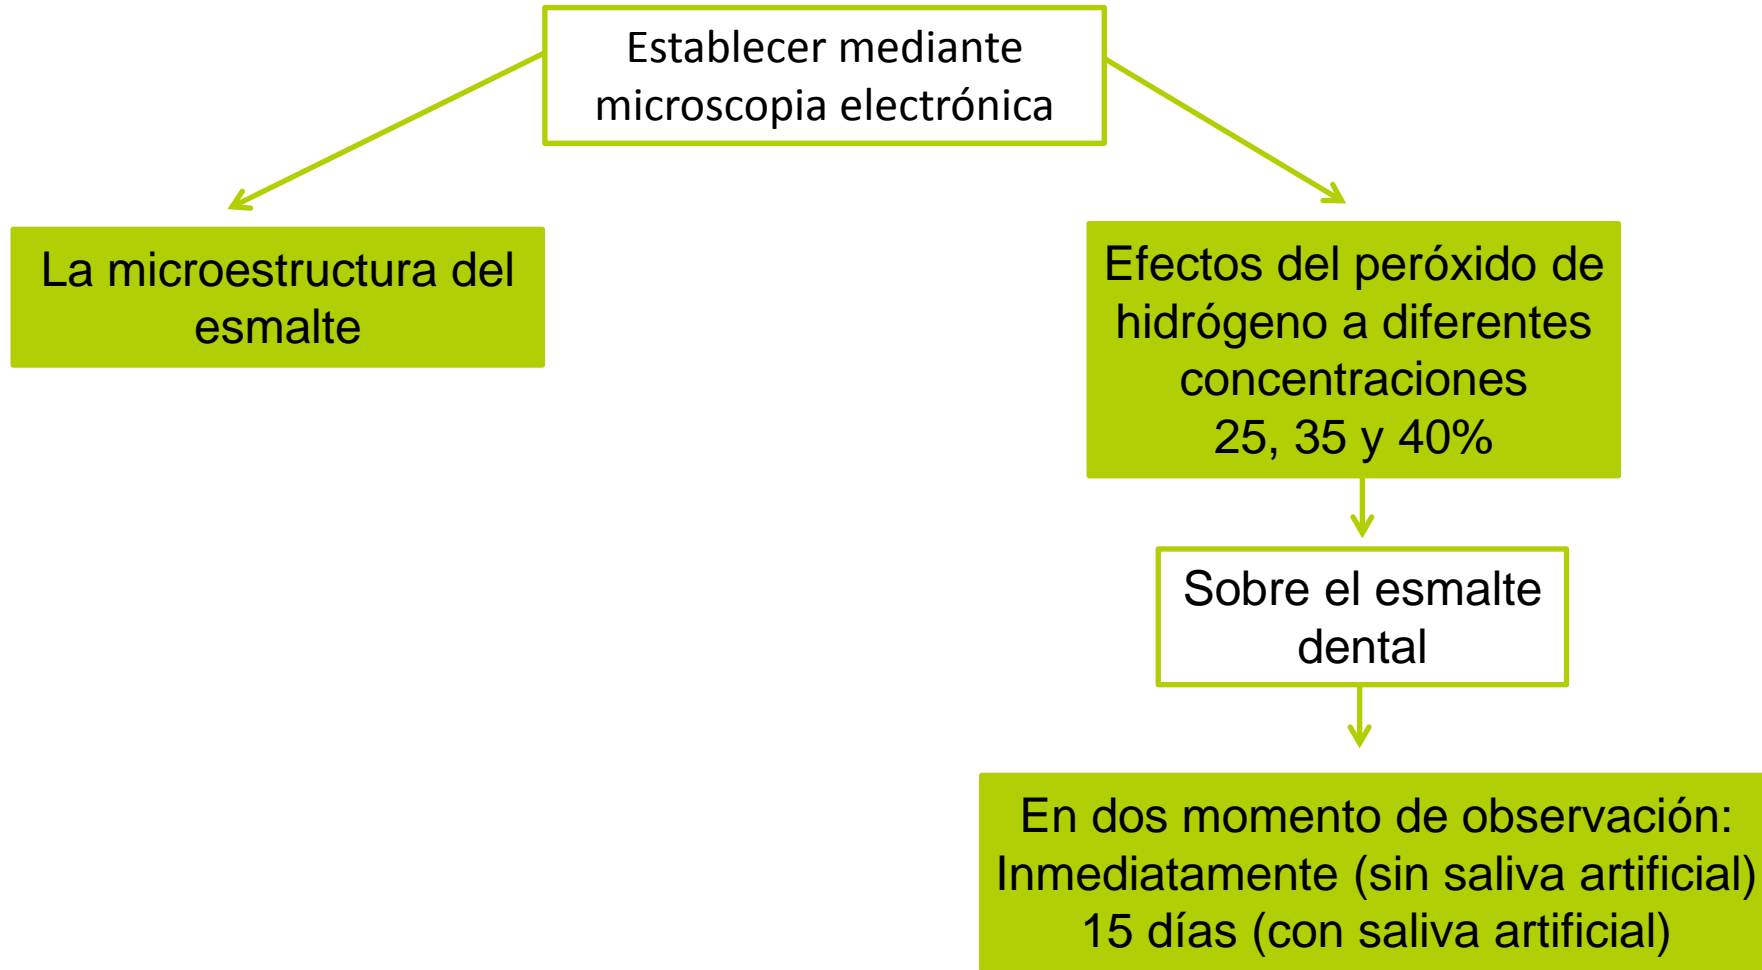 Establecer mediante
microscopia electrónica
La microestructura del
esmalte
Efectos del peróxido de
hidrógeno a diferentes
concentraciones
25, 35 y 40%
Sobre el esmalte
dental
En dos momento de observación:
Inmediatamente (sin saliva artificial)
15 días (con saliva artificial)